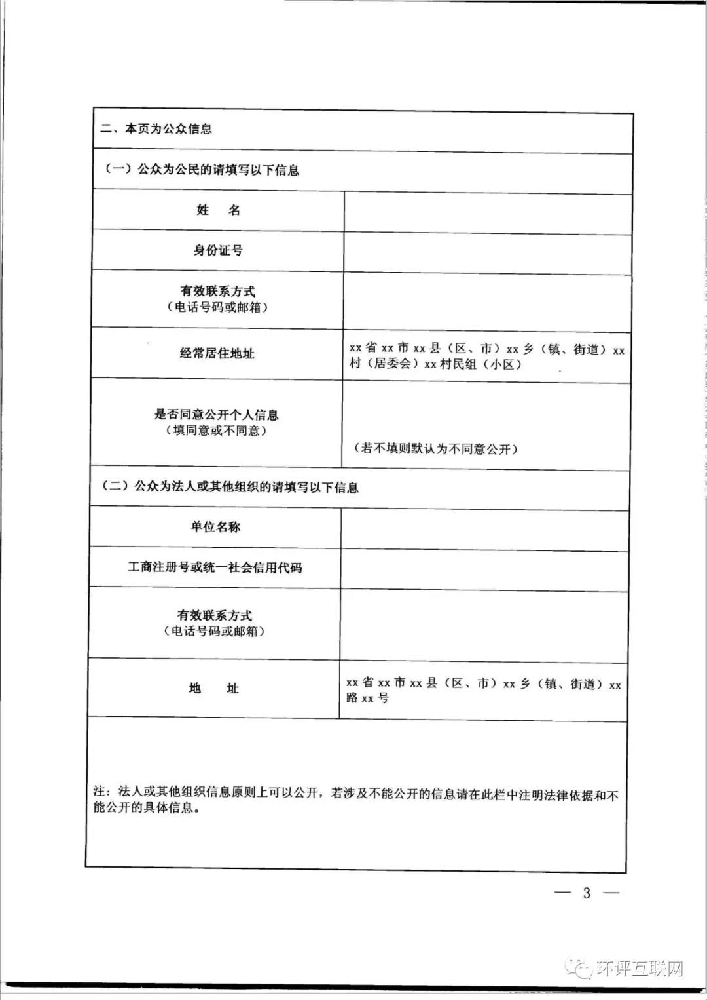 二、本页为公众信息
（一）公众为公民的请填写以下信息
姓 名
身份证号
有效联系方式
（电话号码或邮箱）
经常居住地址
xx省xx市xx县（区、市）xx乡（镇、街道）xx
村（居委会）xx村民组（小区）
是否同意公开个人信息
（填同意或不同意）
（若不填则默认为不同意公开）
（二）公众为法人或其他组织的请填写以下信息
单位名称
工商注册号或统一社会信用代码
有效联系方式
（电话号码或邮箱）
地 址
xx省xx市xx县（区、市）xx乡（镇、街道）xx
路xx号
注：法人或其他组织信息原则上可以公开，若涉及不能公开的信息请在此栏中注明法律依据和不
能公开的具体信息。
— 3 —
环评互联网